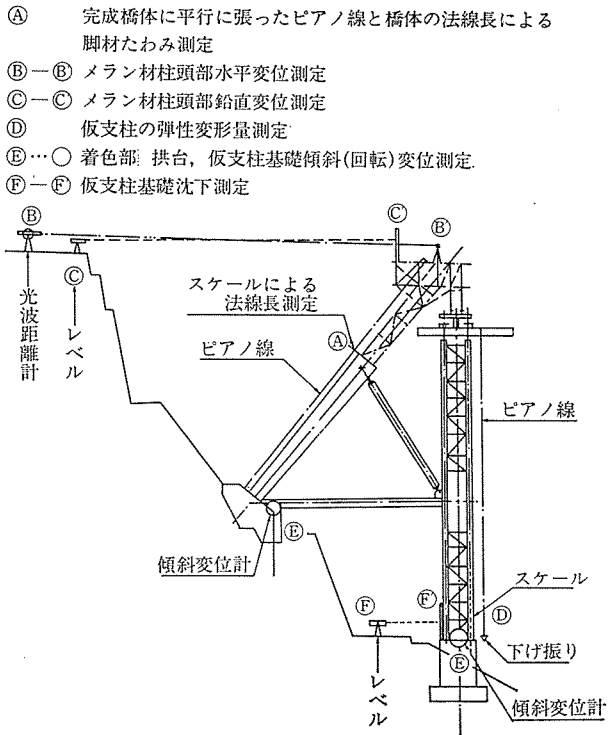 Ⓐ 完成橋体に平行に張ったピアノ線と橋体の法線長による
脚材たわみ測定
Ⓑ－Ⓑ′ メラン材柱頭部水平変位測定
Ⓒ－Ⓒ′ メラン材柱頭部鉛直変位測定
Ⓓ 仮支柱の弾性変形量測定
Ⓔ…○ 着色部 拱台，仮支柱基礎傾斜(回転)変位測定.
Ⓕ－Ⓕ′ 仮支柱基礎沈下測定
Ⓑ
Ⓒ′
Ⓑ′
Ⓒ
光波距離計
レベル
スケールによる
法線長測定
Ⓐ
ピアノ線
ピアノ線
Ⓔ
傾斜変位計
スケール
Ⓕ
Ⓕ′
Ⓓ
下げ振り
Ⓔ
レベル
傾斜変位計